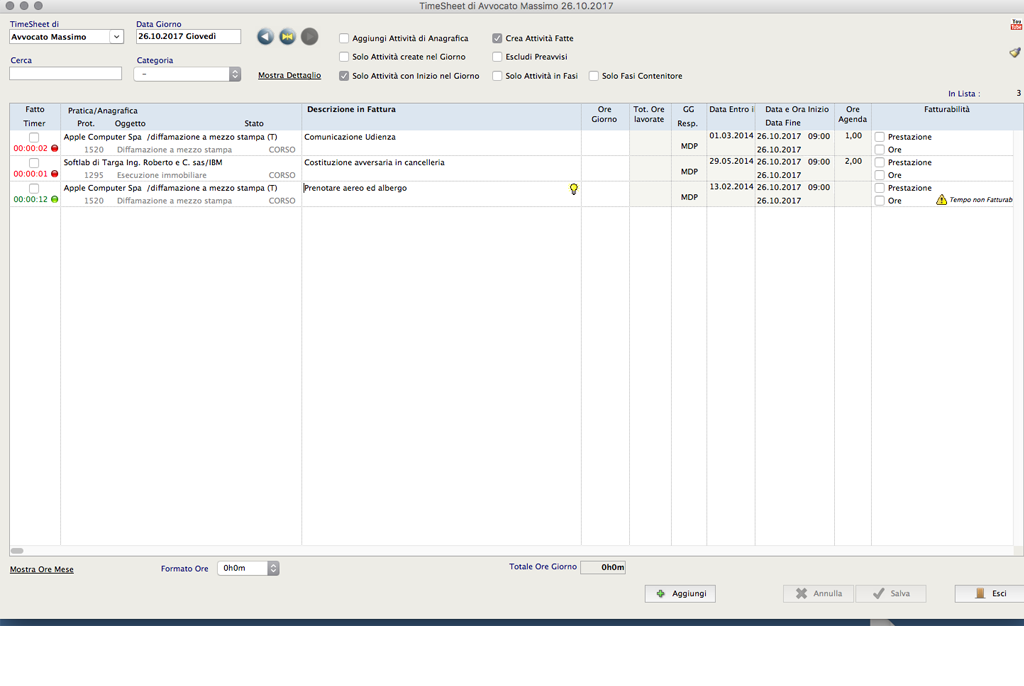 TimeSheet di Avvocato Massimo 26.10.2017
TimeSheet di
Data Giorno
You Tube
Avvocato Massimo
26.10.2017 Giovedì
Aggiungi Attività di Anagrafica
Crea Attività Fatte
Cerca
Categoria
Solo Attività create nel Giorno
Escludi Preavvisi
–
Mostra Dettaglio
Solo Attività con Inizio nel Giorno
Solo Attività in Fasi
Solo Fasi Contenitore
In Lista : 3
Fatto Pratica/Anagrafica Descrizione in Fattura Ore Tot. Ore GG Data Entro i Data e Ora Inizio Ore Fatturabilità
Timer Prot. Oggetto Stato Giorno lavorate Resp. Data Fine Agenda
Apple Computer Spa /diffamazione a mezzo stampa (T) Comunicazione Udienza 01.03.2014 26.10.2017 09:00 1,00 Prestazione
00:00:02 1520 Diffamazione a mezzo stampa CORSO MDP 26.10.2017 Ore
Softlab di Targa Ing. Roberto e C. sas/IBM Costituzione avversaria in cancelleria 29.05.2014 26.10.2017 09:00 2,00 Prestazione
00:00:01 1295 Esecuzione immobiliare CORSO MDP 26.10.2017 Ore
Apple Computer Spa /diffamazione a mezzo stampa (T) Prenotare aereo ed albergo 13.02.2014 26.10.2017 09:00 Prestazione
00:00:12 1520 Diffamazione a mezzo stampa CORSO MDP 26.10.2017 Ore Tempo non Fatturab
Mostra Ore Mese
Formato Ore 0h0m
Totale Ore Giorno 0h0m
Aggiungi
Annulla
Salva
Esci